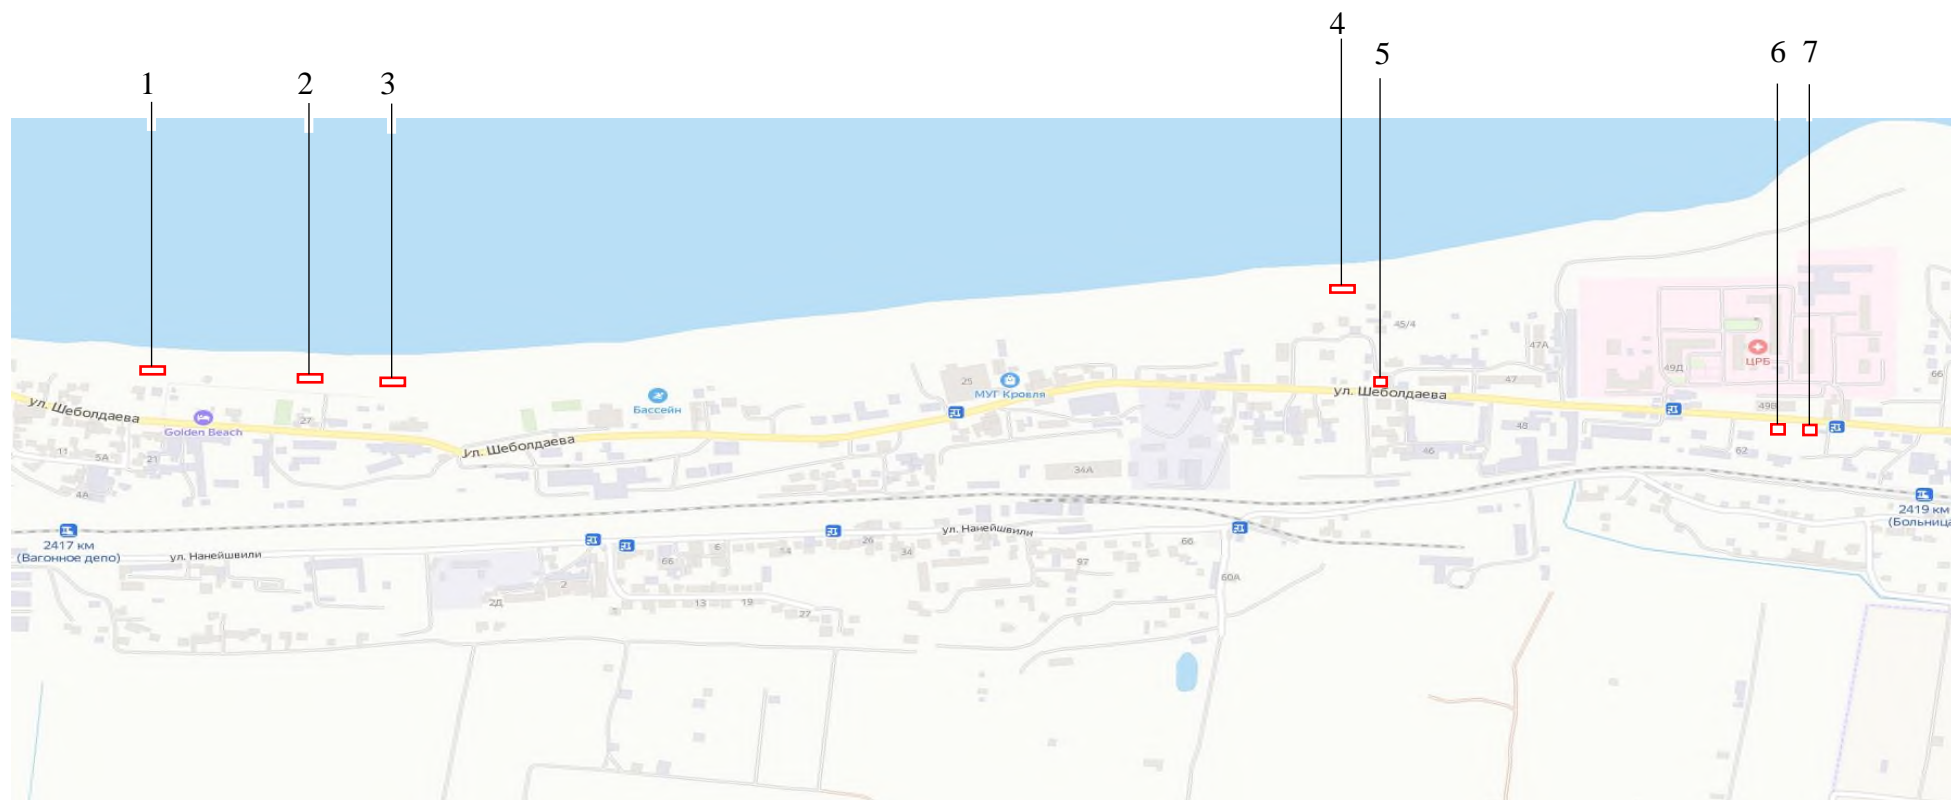 4
5
6
7
1
2
3
45/4
47А
ЦРБ
49Д
66
25
МУГ Кровля
47
ул. Шеболдаева
Бассейн
49В
ул. Шеболдаева
Golden Beach
27
48
ул. Шеболдаева
11
5А
21
46
62
34А
4А
2419 км
(Больница
2417 км
(Вагонное депо)
ул. Нанейшвили
ул. Нанейшвили
26
34
66
6
14
66
97
60А
2
2Д
13
19
27